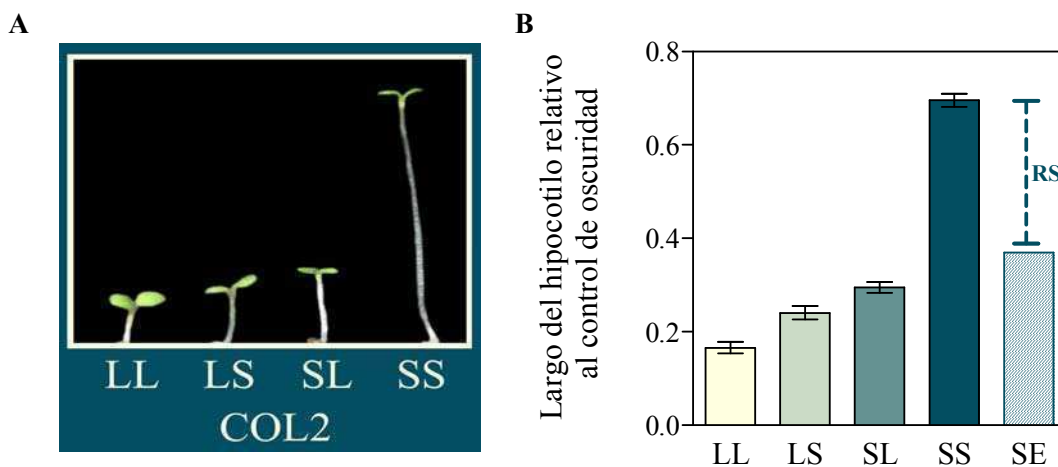 A
LL LS SL SS
COL2
B
Largo del hipocotilo relativo
al control de oscuridad
0.8
0.6
0.4
0.2
0.0
RS
LL LS SL SS SE